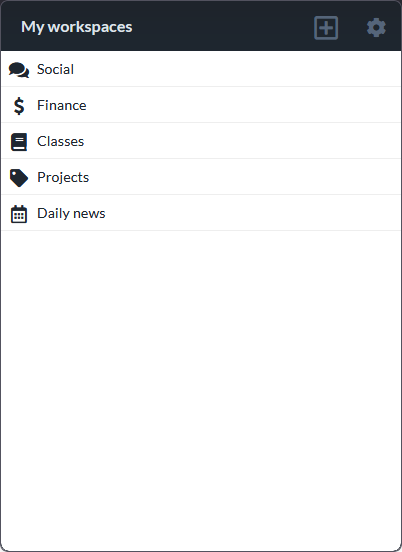 My workspaces
Social
Finance
Classes
Projects
Daily news